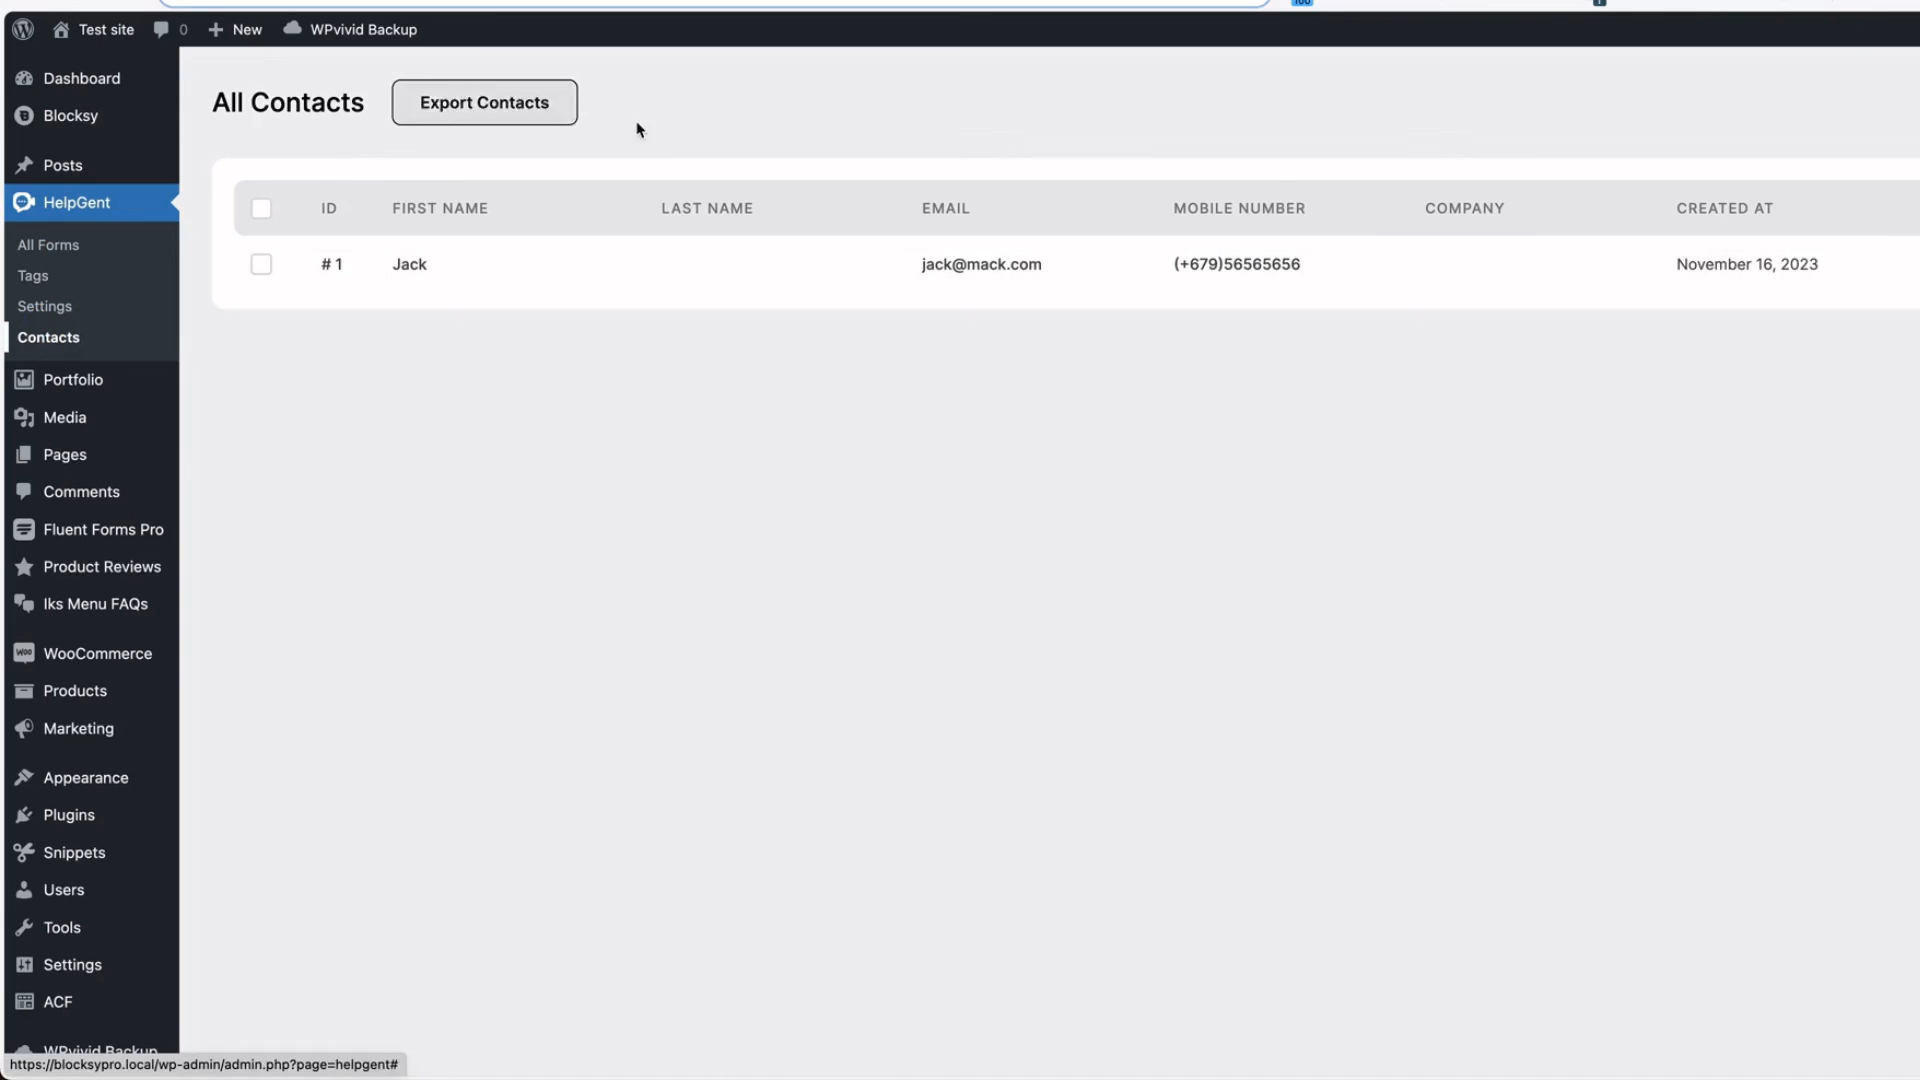 Test site
0
New
WPvivid Backup
Dashboard
Blocksy
Posts
HelpGent
All Forms
Tags
Settings
Contacts
Portfolio
Media
Pages
Comments
Fluent Forms Pro
Product Reviews
Iks Menu FAQs
WooCommerce
Products
Marketing
Appearance
Plugins
Snippets
Users
Tools
Settings
ACF
WPvivid Backup
https://blocksypro.local/wp-admin/admin.php?page=helpgent#
All Contacts
Export Contacts
ID FIRST NAME LAST NAME EMAIL MOBILE NUMBER COMPANY CREATED AT
# 1 Jack jack@mack.com (+679)56565656 November 16, 2023